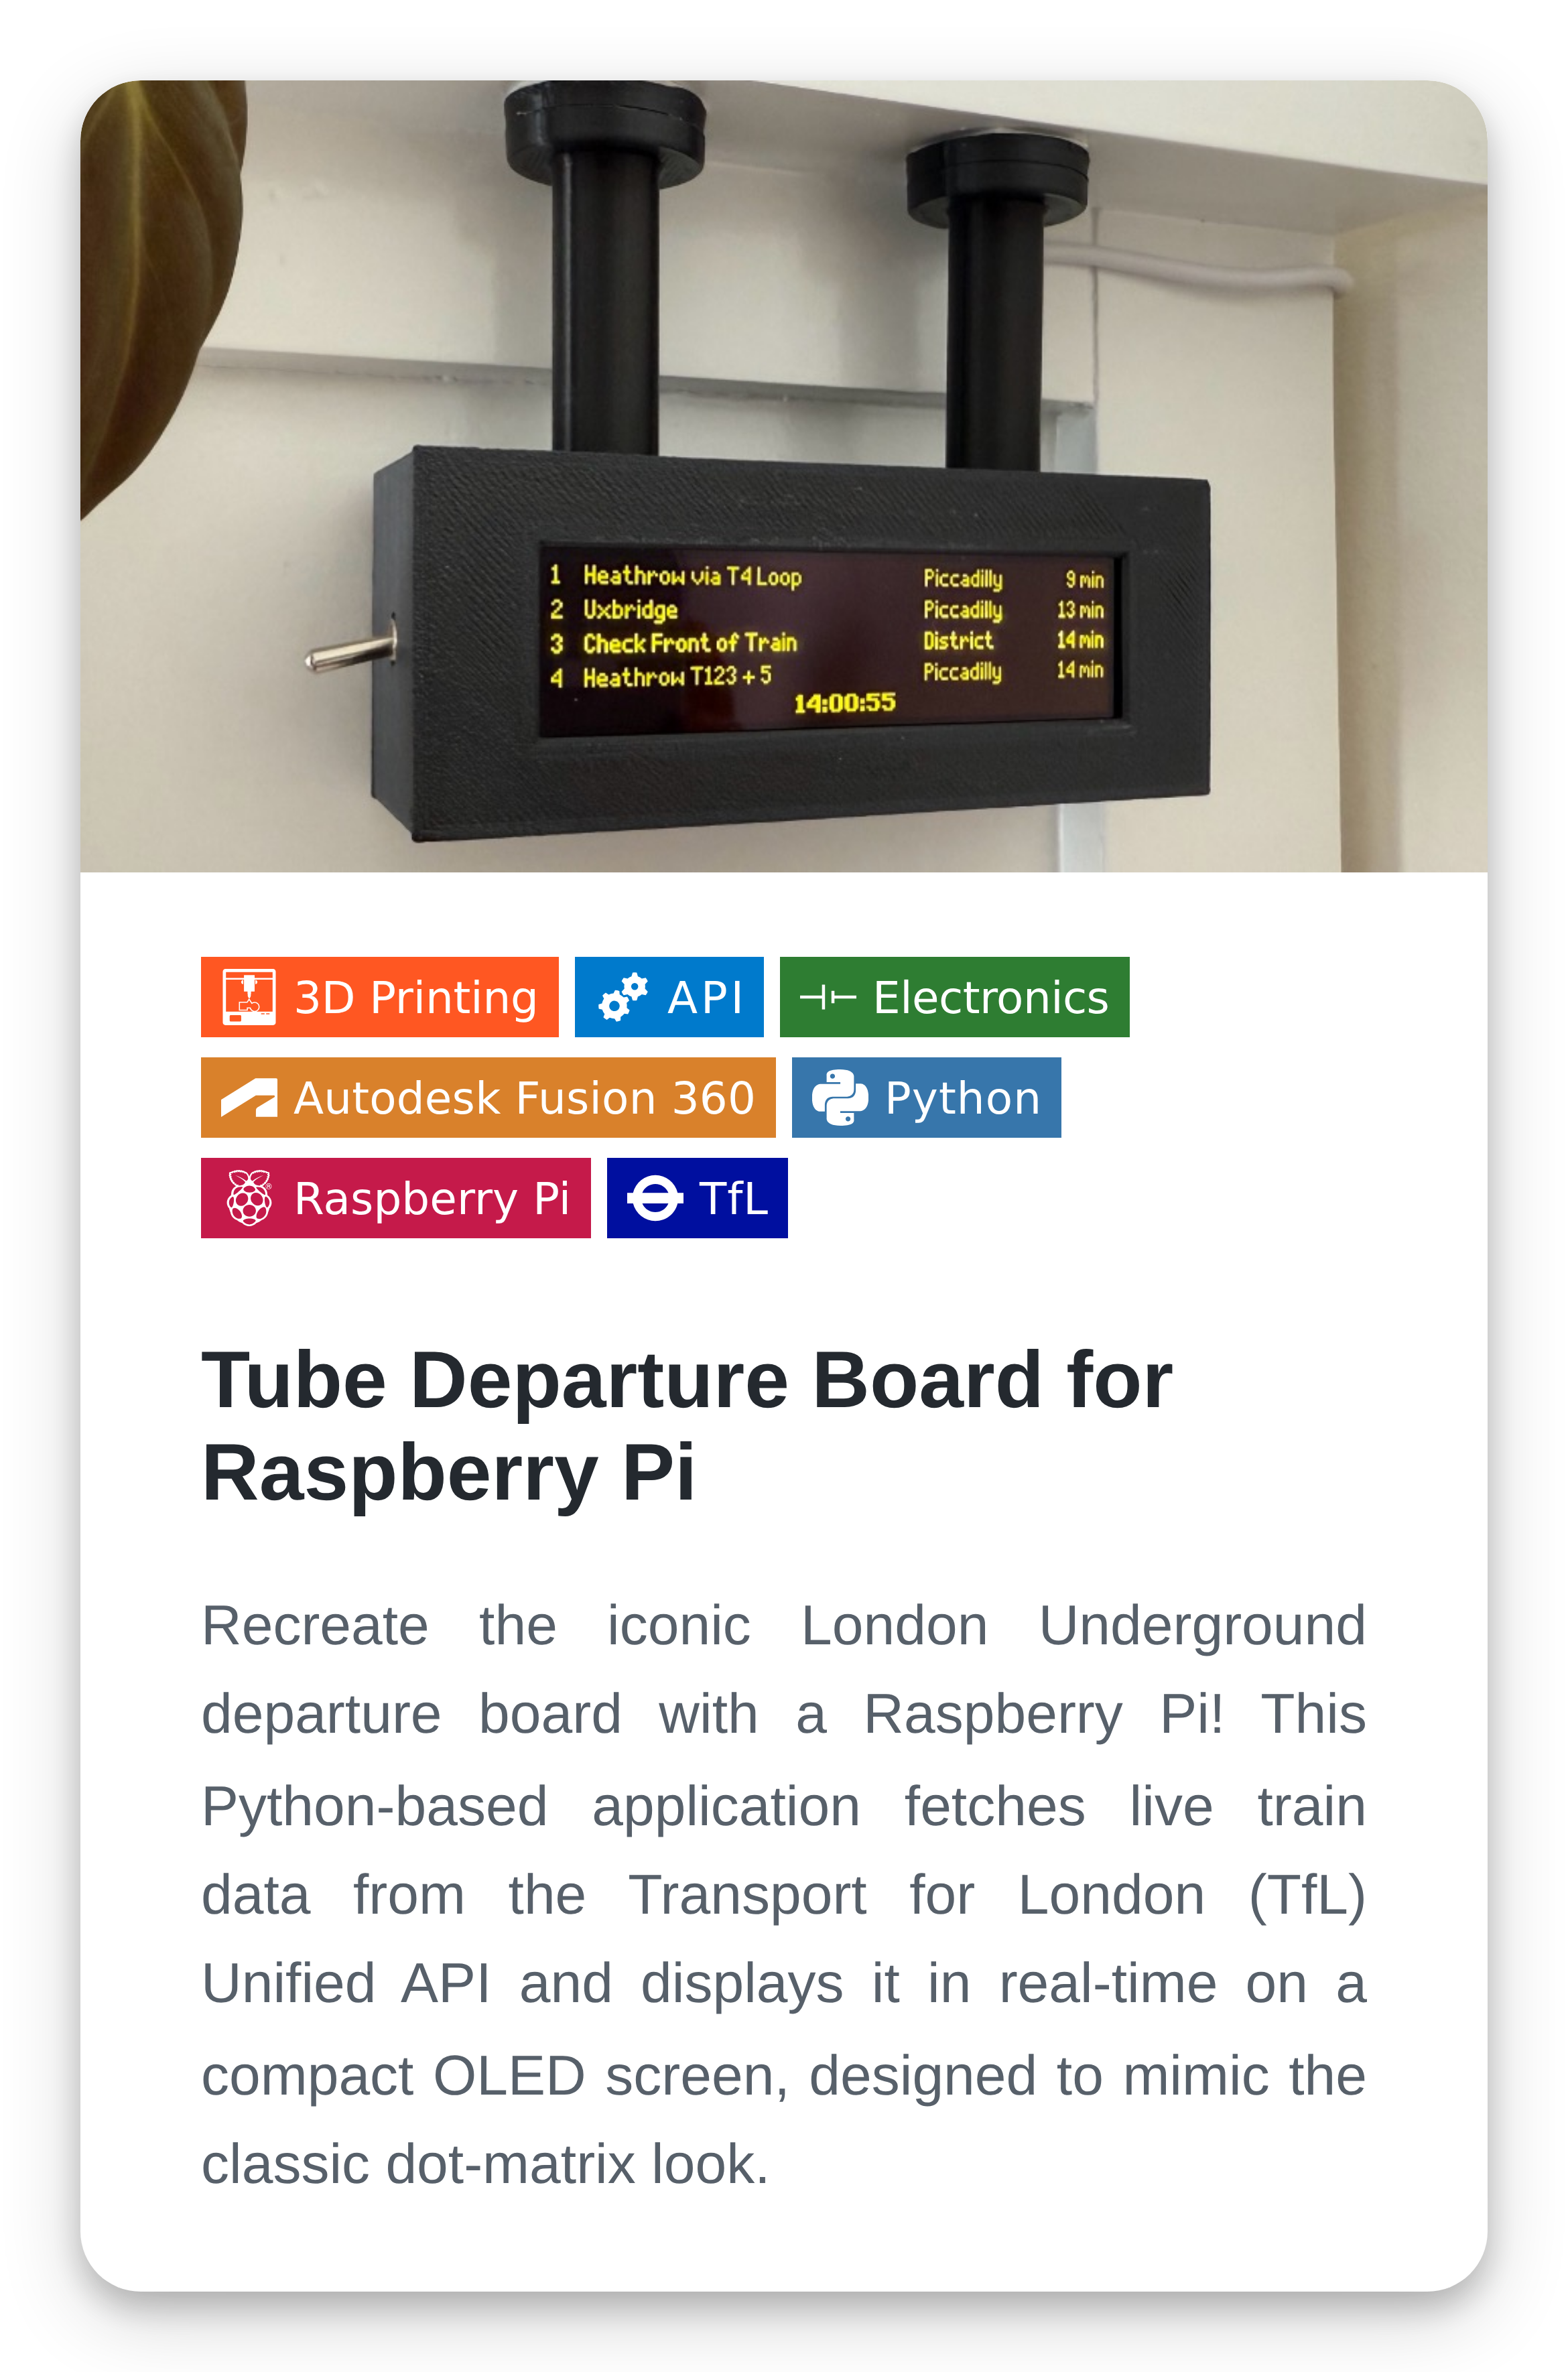 1 Heathrow via T4 Loop Piccadilly 9 min
2 Uxbridge Piccadilly 13 min
3 Check Front of Train District 14 min
4 Heathrow T123 + 5 Piccadilly 14 min
14:00:55
3D Printing API Electronics
Autodesk Fusion 360 Python
Raspberry Pi TfL
Tube Departure Board for
Raspberry Pi
Recreate the iconic London Underground
departure board with a Raspberry Pi! This
Python-based application fetches live train
data from the Transport for London (TfL)
Unified API and displays it in real-time on a
compact OLED screen, designed to mimic the
classic dot-matrix look.